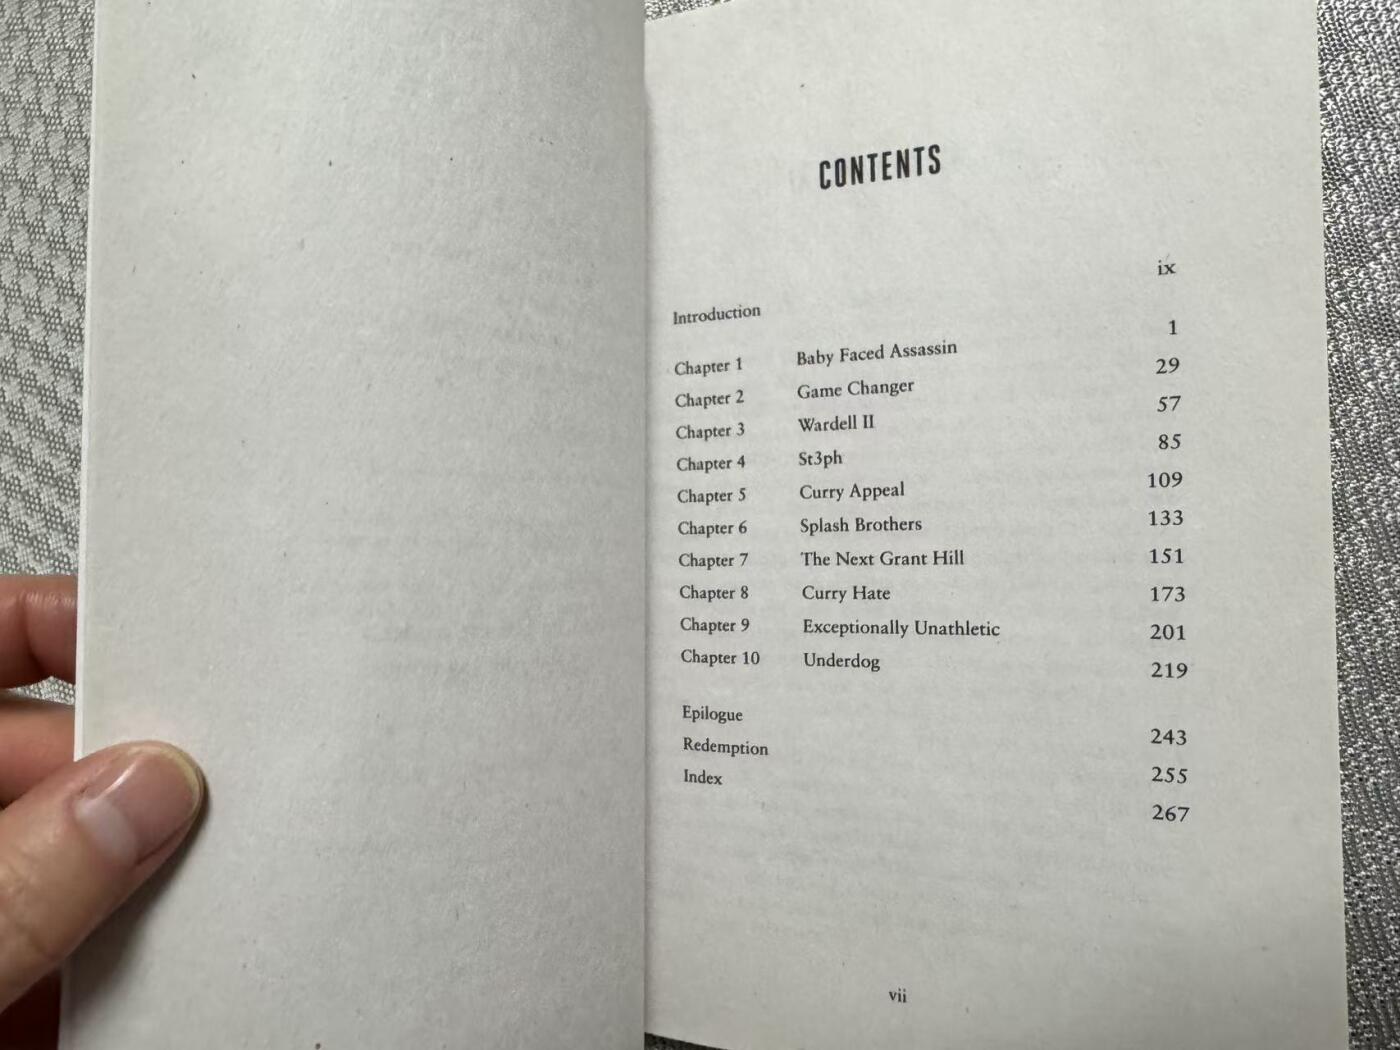 CONTENTS
Introduction ix
Chapter 1 Baby Faced Assassin 1
Chapter 2 Game Changer 29
Chapter 3 Wardell II 57
Chapter 4 St3ph 85
Chapter 5 Curry Appeal 109
Chapter 6 Splash Brothers 133
Chapter 7 The Next Grant Hill 151
Chapter 8 Curry Hate 173
Chapter 9 Exceptionally Unathletic 201
Chapter 10 Underdog 219
Epilogue 243
Redemption 255
Index 267
vii